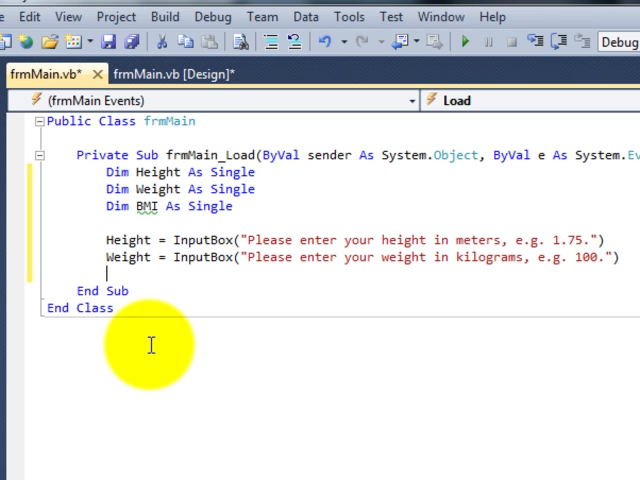 Edit View Project Build Debug Team Data Tools Test Window Help
Debug
frmMain.vb* frmMain.vb [Design]*
(frmMain Events) Load
Public Class frmMain
Private Sub frmMain_Load(ByVal sender As System.Object, ByVal e As System.Ev
Dim Height As Single
Dim Weight As Single
Dim BMI As Single
Height = InputBox("Please enter your height in meters, e.g. 1.75.")
Weight = InputBox("Please enter your weight in kilograms, e.g. 100.")
End Sub
End Class